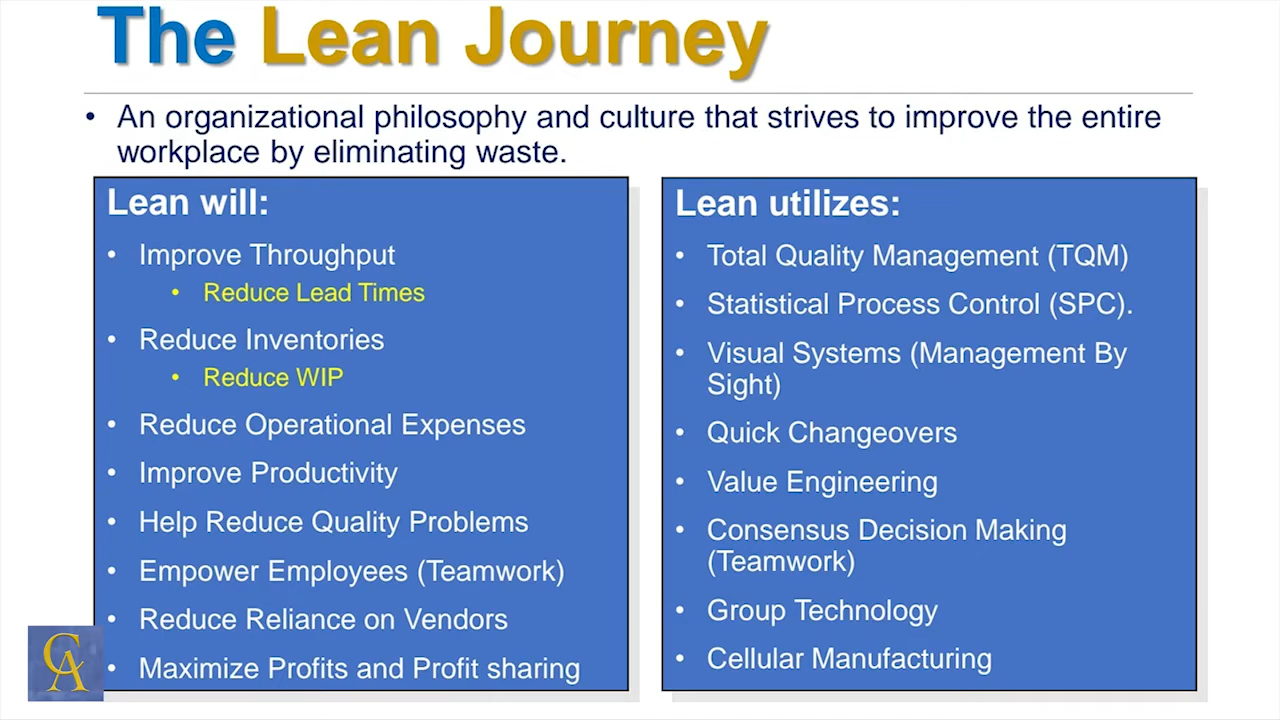 The Lean Journey
• An organizational philosophy and culture that strives to improve the entire
workplace by eliminating waste.
Lean will:
• Improve Throughput
• Reduce Lead Times
• Reduce Inventories
• Reduce WIP
• Reduce Operational Expenses
• Improve Productivity
• Help Reduce Quality Problems
• Empower Employees (Teamwork)
• Reduce Reliance on Vendors
• Maximize Profits and Profit sharing
Lean utilizes:
• Total Quality Management (TQM)
• Statistical Process Control (SPC).
• Visual Systems (Management By
Sight)
• Quick Changeovers
• Value Engineering
• Consensus Decision Making
(Teamwork)
• Group Technology
• Cellular Manufacturing
CA